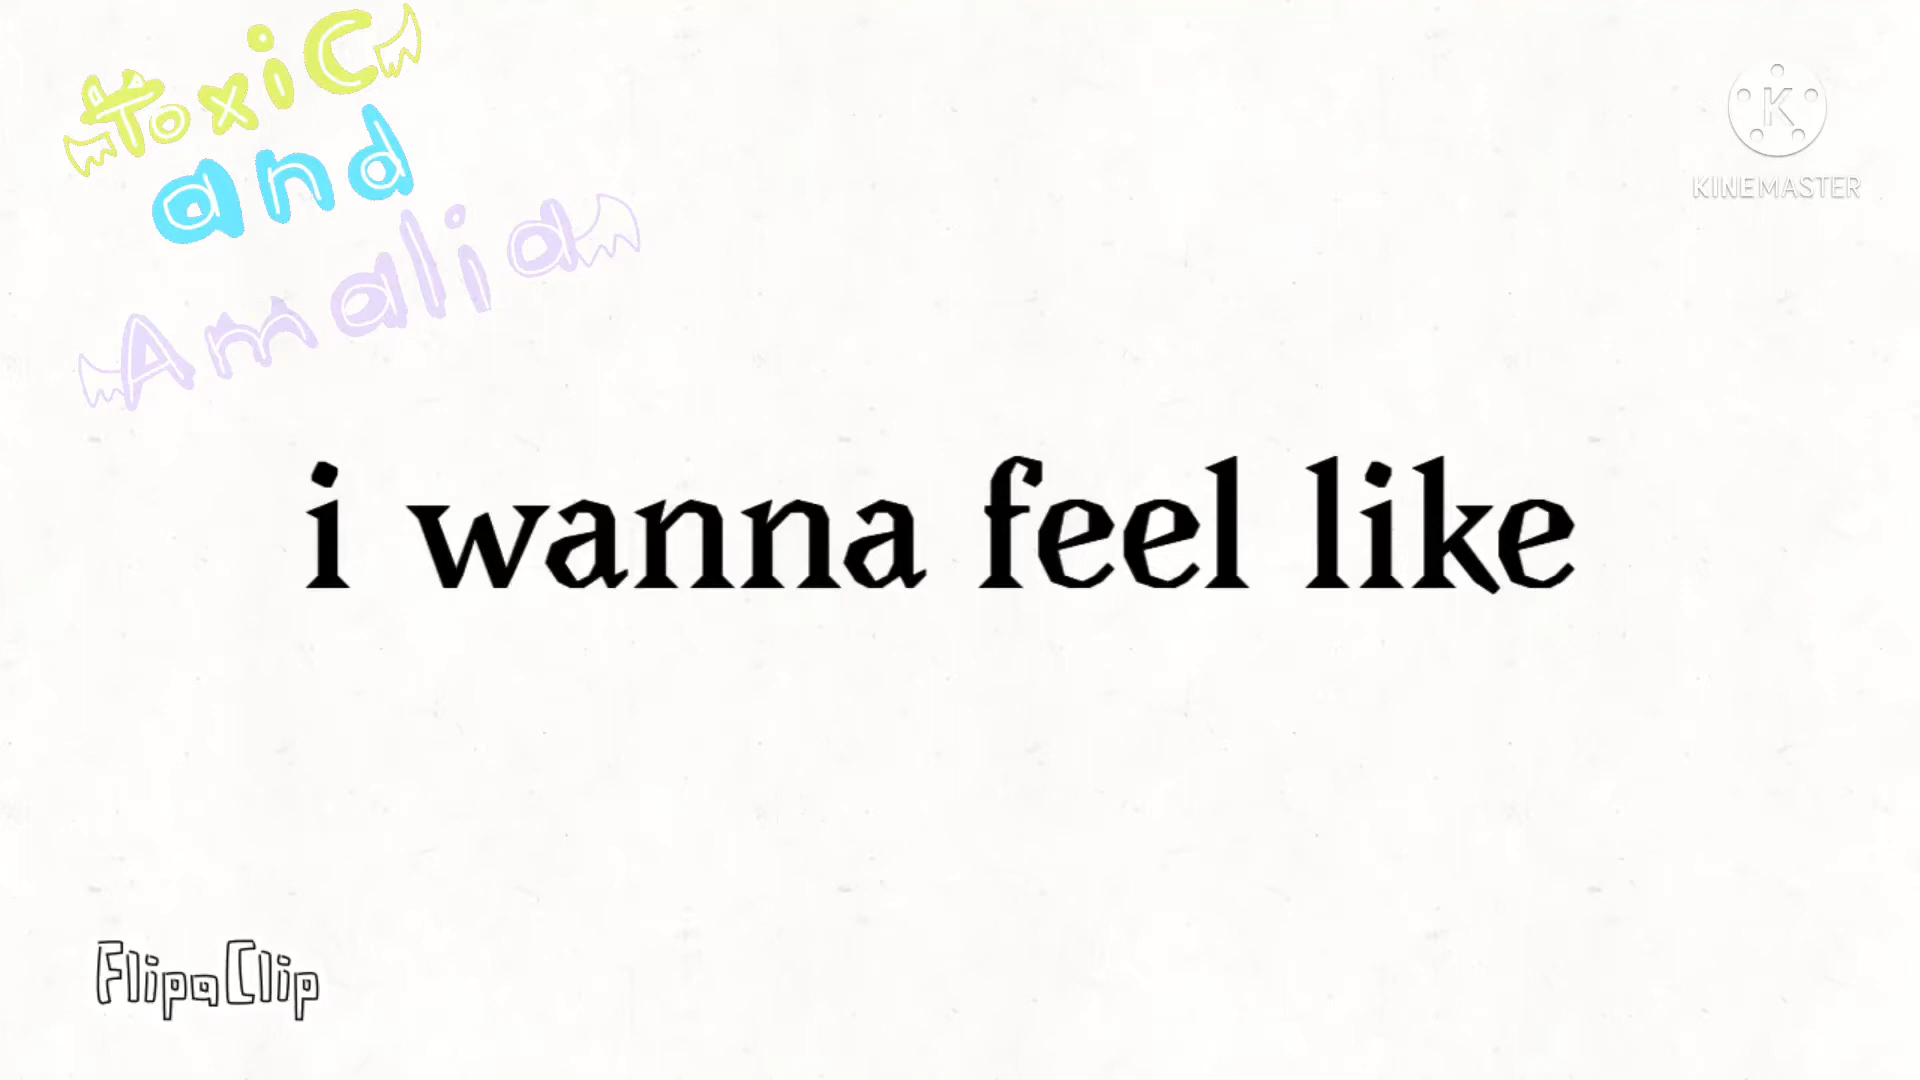 Toxic
and
Amalia
K
KINEMASTER
i wanna feel like
FlipaClip